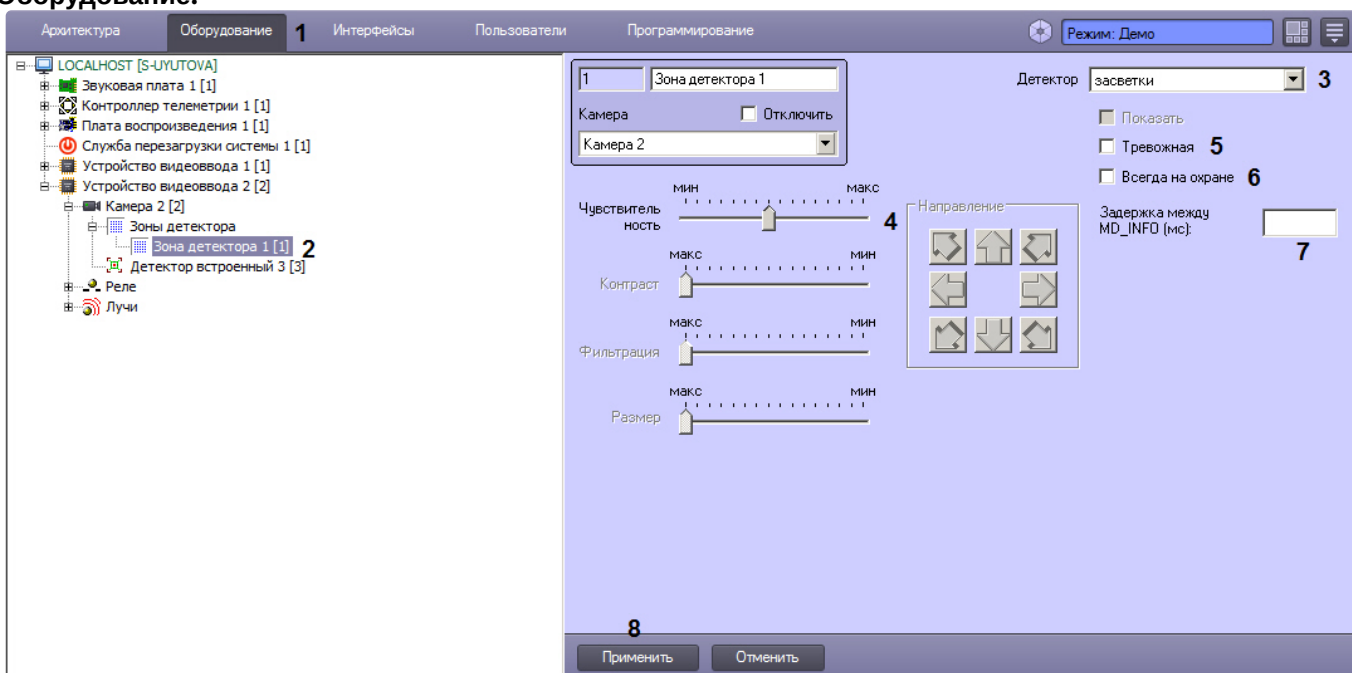 Оборудование.
Архитектура Оборудование 1 Интерфейсы Пользователи Программирование Режим: Демо
LOCALHOST [S-UYUTOVA]
Звуковая плата 1 [1]
Контроллер телеметрии 1 [1]
Плата воспроизведения 1 [1]
Служба перезагрузки системы 1 [1]
Устройство видеоввода 1 [1]
Устройство видеоввода 2 [2]
Камера 2 [2]
Зоны детектора
Зона детектора 1 [1] 2
Детектор встроенный 3 [3]
Реле
Лучи
1 Зона детектора 1
Камера Отключить
Камера 2
Детектор засветки 3
Показать
Тревожная 5
Всегда на охране 6
Задержка между
MD_INFO (мс):
7
мин макс
Чувствитель
ность
4
макс мин
Контраст
макс мин
Фильтрация
макс мин
Размер
Направление
8
Применить Отменить